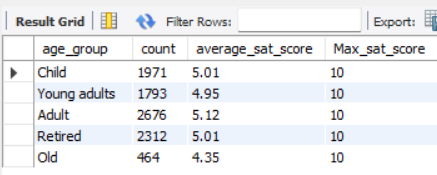 Result Grid Filter Rows: Export:
age_group count average_sat_score Max_sat_score
Child 1971 5.01 10
Young adults 1793 4.95 10
Adult 2676 5.12 10
Retired 2312 5.01 10
Old 464 4.35 10